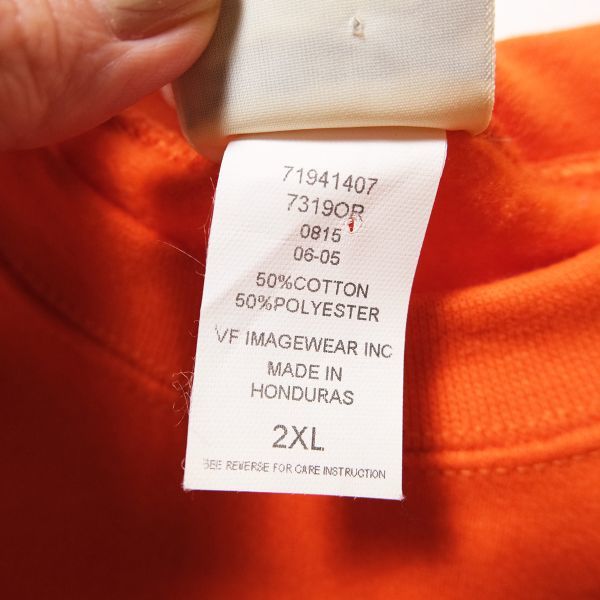 71941407
7319OR
0815
06-05
50%COTTON
50%POLYESTER
VF IMAGEWEAR INC
MADE IN
HONDURAS
2XL
SEE REVERSE FOR CARE INSTRUCTION